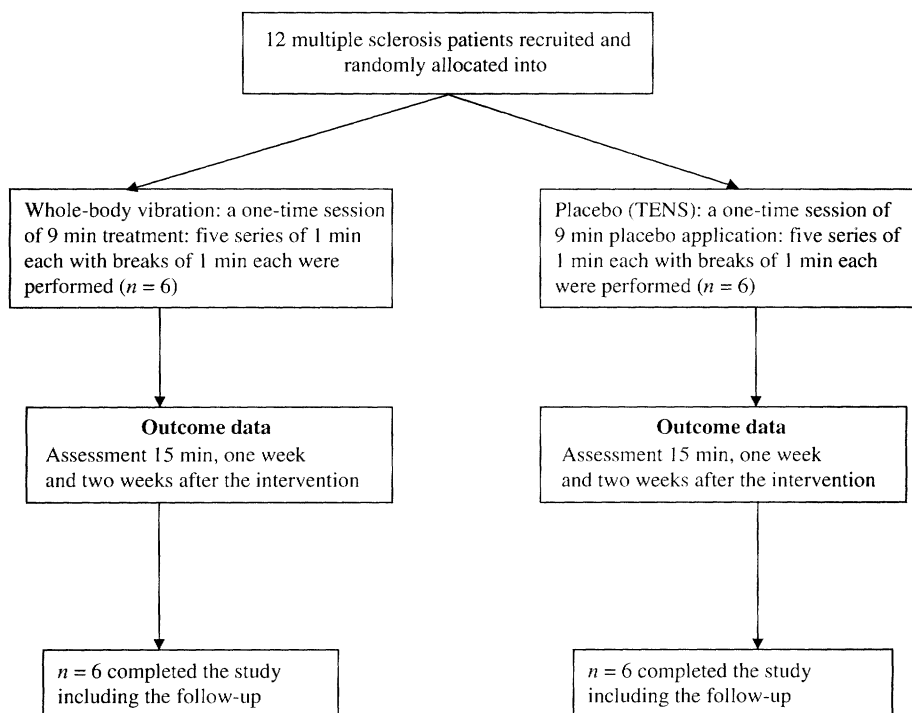 12 multiple sclerosis patients recruited and
randomly allocated into
Whole-body vibration: a one-time session
of 9 min treatment: five series of 1 min
each with breaks of 1 min each were
performed (n = 6)
Placebo (TENS): a one-time session of
9 min placebo application: five series of
1 min each with breaks of 1 min each
were performed (n = 6)
Outcome data
Assessment 15 min, one week
and two weeks after the intervention
Outcome data
Assessment 15 min, one week
and two weeks after the intervention
n = 6 completed the study
including the follow-up
n = 6 completed the study
including the follow-up